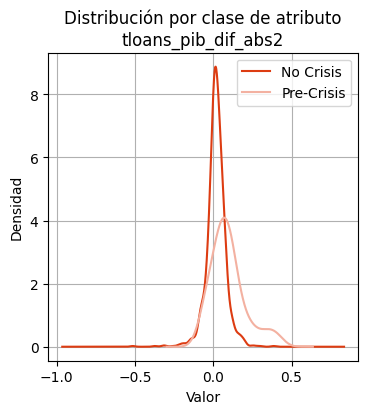 Distribución por clase de atributo
tloans_pib_dif_abs2
No Crisis
Pre-Crisis
Densidad
8
6
4
2
0
−1.0
−0.5
0.0
0.5
Valor